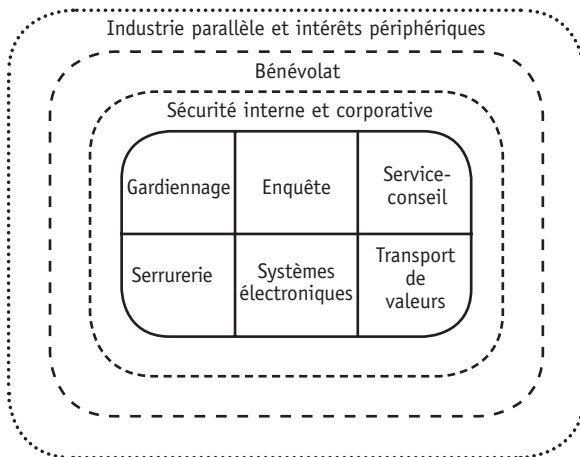 Industrie parallèle et intérêts périphériques
Bénévolat
Sécurité interne et corporative
Gardiennage
Enquête
Service-
conseil
Serrurerie
Systèmes
électroniques
Transport
de
valeurs